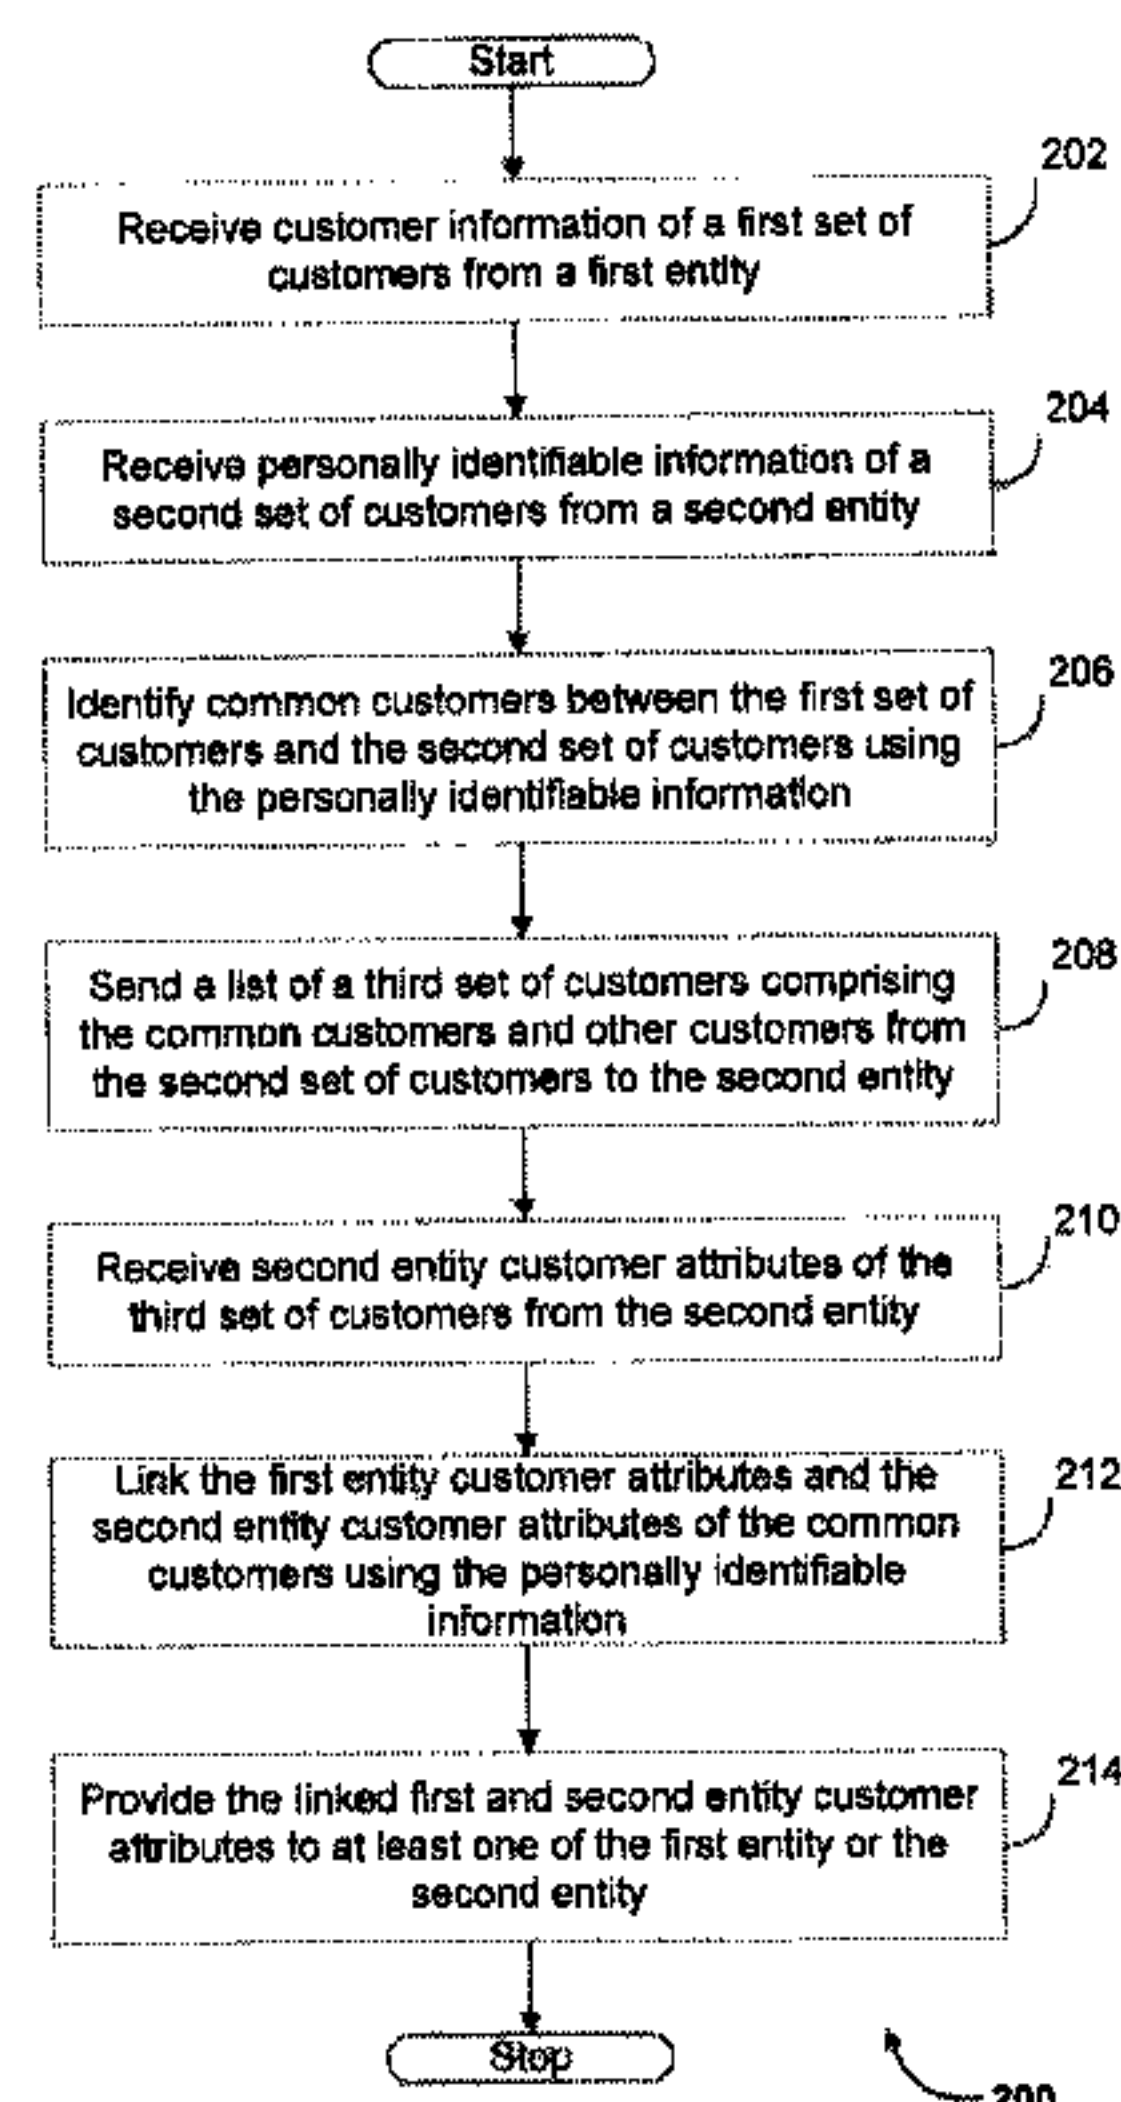 Start
202
Receive customer information of a first set of
customers from a first entity
204
Receive personally identifiable information of a
second set of customers from a second entity
206
Identify common customers between the first set of
customers and the second set of customers using
the personally identifiable information
208
Send a list of a third set of customers comprising
the common customers and other customers from
the second set of customers to the second entity
210
Receive second entity customer attributes of the
third set of customers from the second entity
212
Link the first entity customer attributes and the
second entity customer attributes of the common
customers using the personally identifiable
information
214
Provide the linked first and second entity customer
attributes to at least one of the first entity or the
second entity
Stop
200